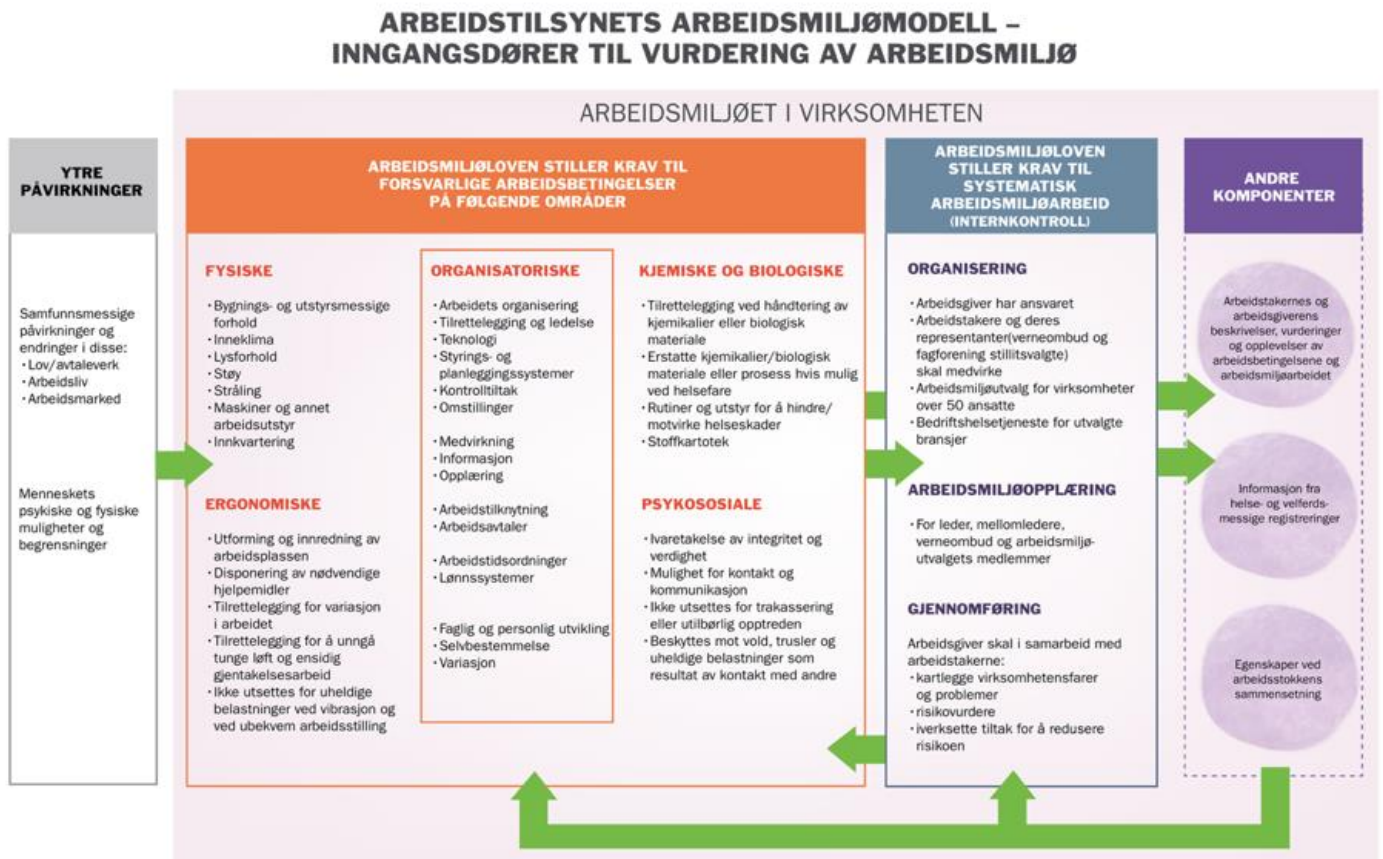 ARBEIDSTILSYNETS ARBEIDSMILJØMODELL –
INNGANGSDØRER TIL VURDERING AV ARBEIDSMILJØ
ARBEIDSMILJØET I VIRKSOMHETEN
YTRE
PÅVIRKNINGER
Samfunnsmessige
påvirkninger og
endringer i disse:
• Lov/avtaleverk
• Arbeidsliv
• Arbeidsmarked
Menneskets
psykiske og fysiske
muligheter og
begrensninger
ARBEIDSMILJØLOVEN STILLER KRAV TIL
FORSVARLIGE ARBEIDSBETINGELSER
PÅ FØLGENDE OMRÅDER
FYSISKE
• Bygnings- og utstyrsmessige
forhold
• Inneklima
• Lysforhold
• Støy
• Stråling
• Maskiner og annet
arbeidsutstyr
• Innkvartering
ERGONOMISKE
• Utforming og innredning av
arbeidsplassen
• Disponering av nødvendige
hjelpemidler
• Tilrettelegging for variasjon
i arbeidet
• Tilrettelegging for å unngå
tunge løft og ensidig
gjentakelsesarbeid
• Ikke utsettes for uheldige
belastninger ved vibrasjon og
ved ubekvem arbeidsstilling
ORGANISATORISKE
• Arbeidets organisering
• Tilrettelegging og ledelse
• Teknologi
• Styrings- og
planleggingssystemer
• Kontrolltiltak
• Omstillinger
• Medvirkning
• Informasjon
• Opplæring
• Arbeidstilknytning
• Arbeidsavtaler
• Arbeidstidsordninger
• Lønnssystemer
• Faglig og personlig utvikling
• Selvbestemmelse
• Variasjon
KJEMISKE OG BIOLOGISKE
• Tilrettelegging ved håndtering av
kjemikalier eller biologisk
materiale
• Erstatte kjemikalier/biologisk
materiale eller prosess hvis mulig
ved helsefare
• Rutiner og utstyr for å hindre/
motvirke helseskader
• Stoffkartotek
PSYKOSOSIALE
• Ivaretakelse av integritet og
verdighet
• Mulighet for kontakt og
kommunikasjon
• Ikke utsettes for trakassering
eller utilbørlig opptreden
• Beskyttes mot vold, trusler og
uheldige belastninger som
resultat av kontakt med andre
ARBEIDSMILJØLOVEN
STILLER KRAV TIL
SYSTEMATISK
ARBEIDSMILJØARBEID
(INTERNKONTROLL)
ORGANISERING
• Arbeidsgiver har ansvaret
• Arbeidstakere og deres
representanter(verneombud og
fagforening stillitsvalgte)
skal medvirke
• Arbeidsmiljøutvalg for virksomheter
over 50 ansatte
• Bedriftshelsetjeneste for utvalgte
bransjer
ARBEIDSMILJØOPPLÆRING
• For leder, mellomledere,
verneombud og arbeidsmiljø-
utvalgets medlemmer
GJENNOMFØRING
Arbeidsgiver skal i samarbeid med
arbeidstakerne:
• kartlegge virksomhetensfarer
og problemer
• risikovurdere
• iverksette tiltak for å redusere
risikoen
ANDRE
KOMPONENTER
Arbeidstakernes og
arbeidsgiverens
beskrivelser, vurderinger
og opplevelser av
arbeidsbetingelsene og
arbeidsmiljøarbeidet
Informasjon fra
helse- og velferds-
messige registreringer
Egenskaper ved
arbeidsstokkens
sammensetning